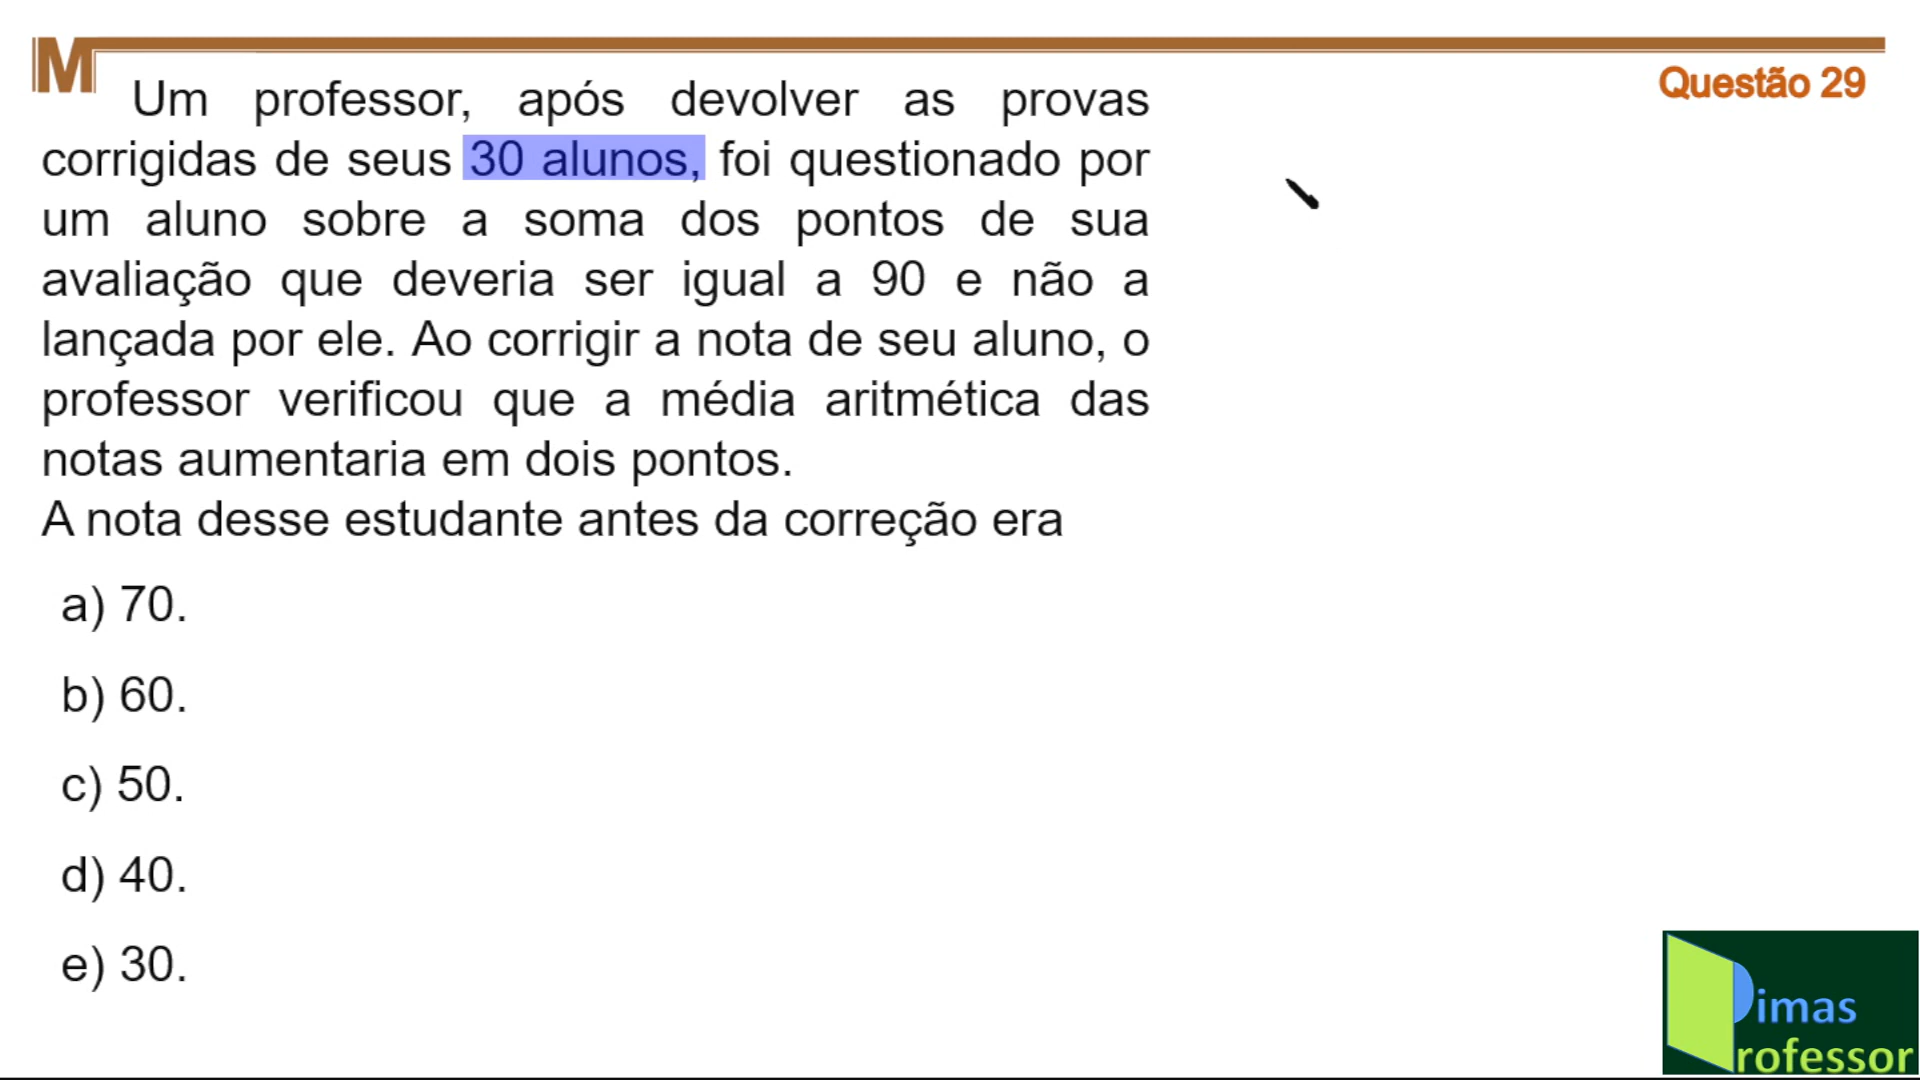 M
Questão 29
Um professor, após devolver as provas
corrigidas de seus 30 alunos, foi questionado por
um aluno sobre a soma dos pontos de sua
avaliação que deveria ser igual a 90 e não a
lançada por ele. Ao corrigir a nota de seu aluno, o
professor verificou que a média aritmética das
notas aumentaria em dois pontos.
A nota desse estudante antes da correção era
a) 70.
b) 60.
c) 50.
d) 40.
e) 30.
Dimas
Professor